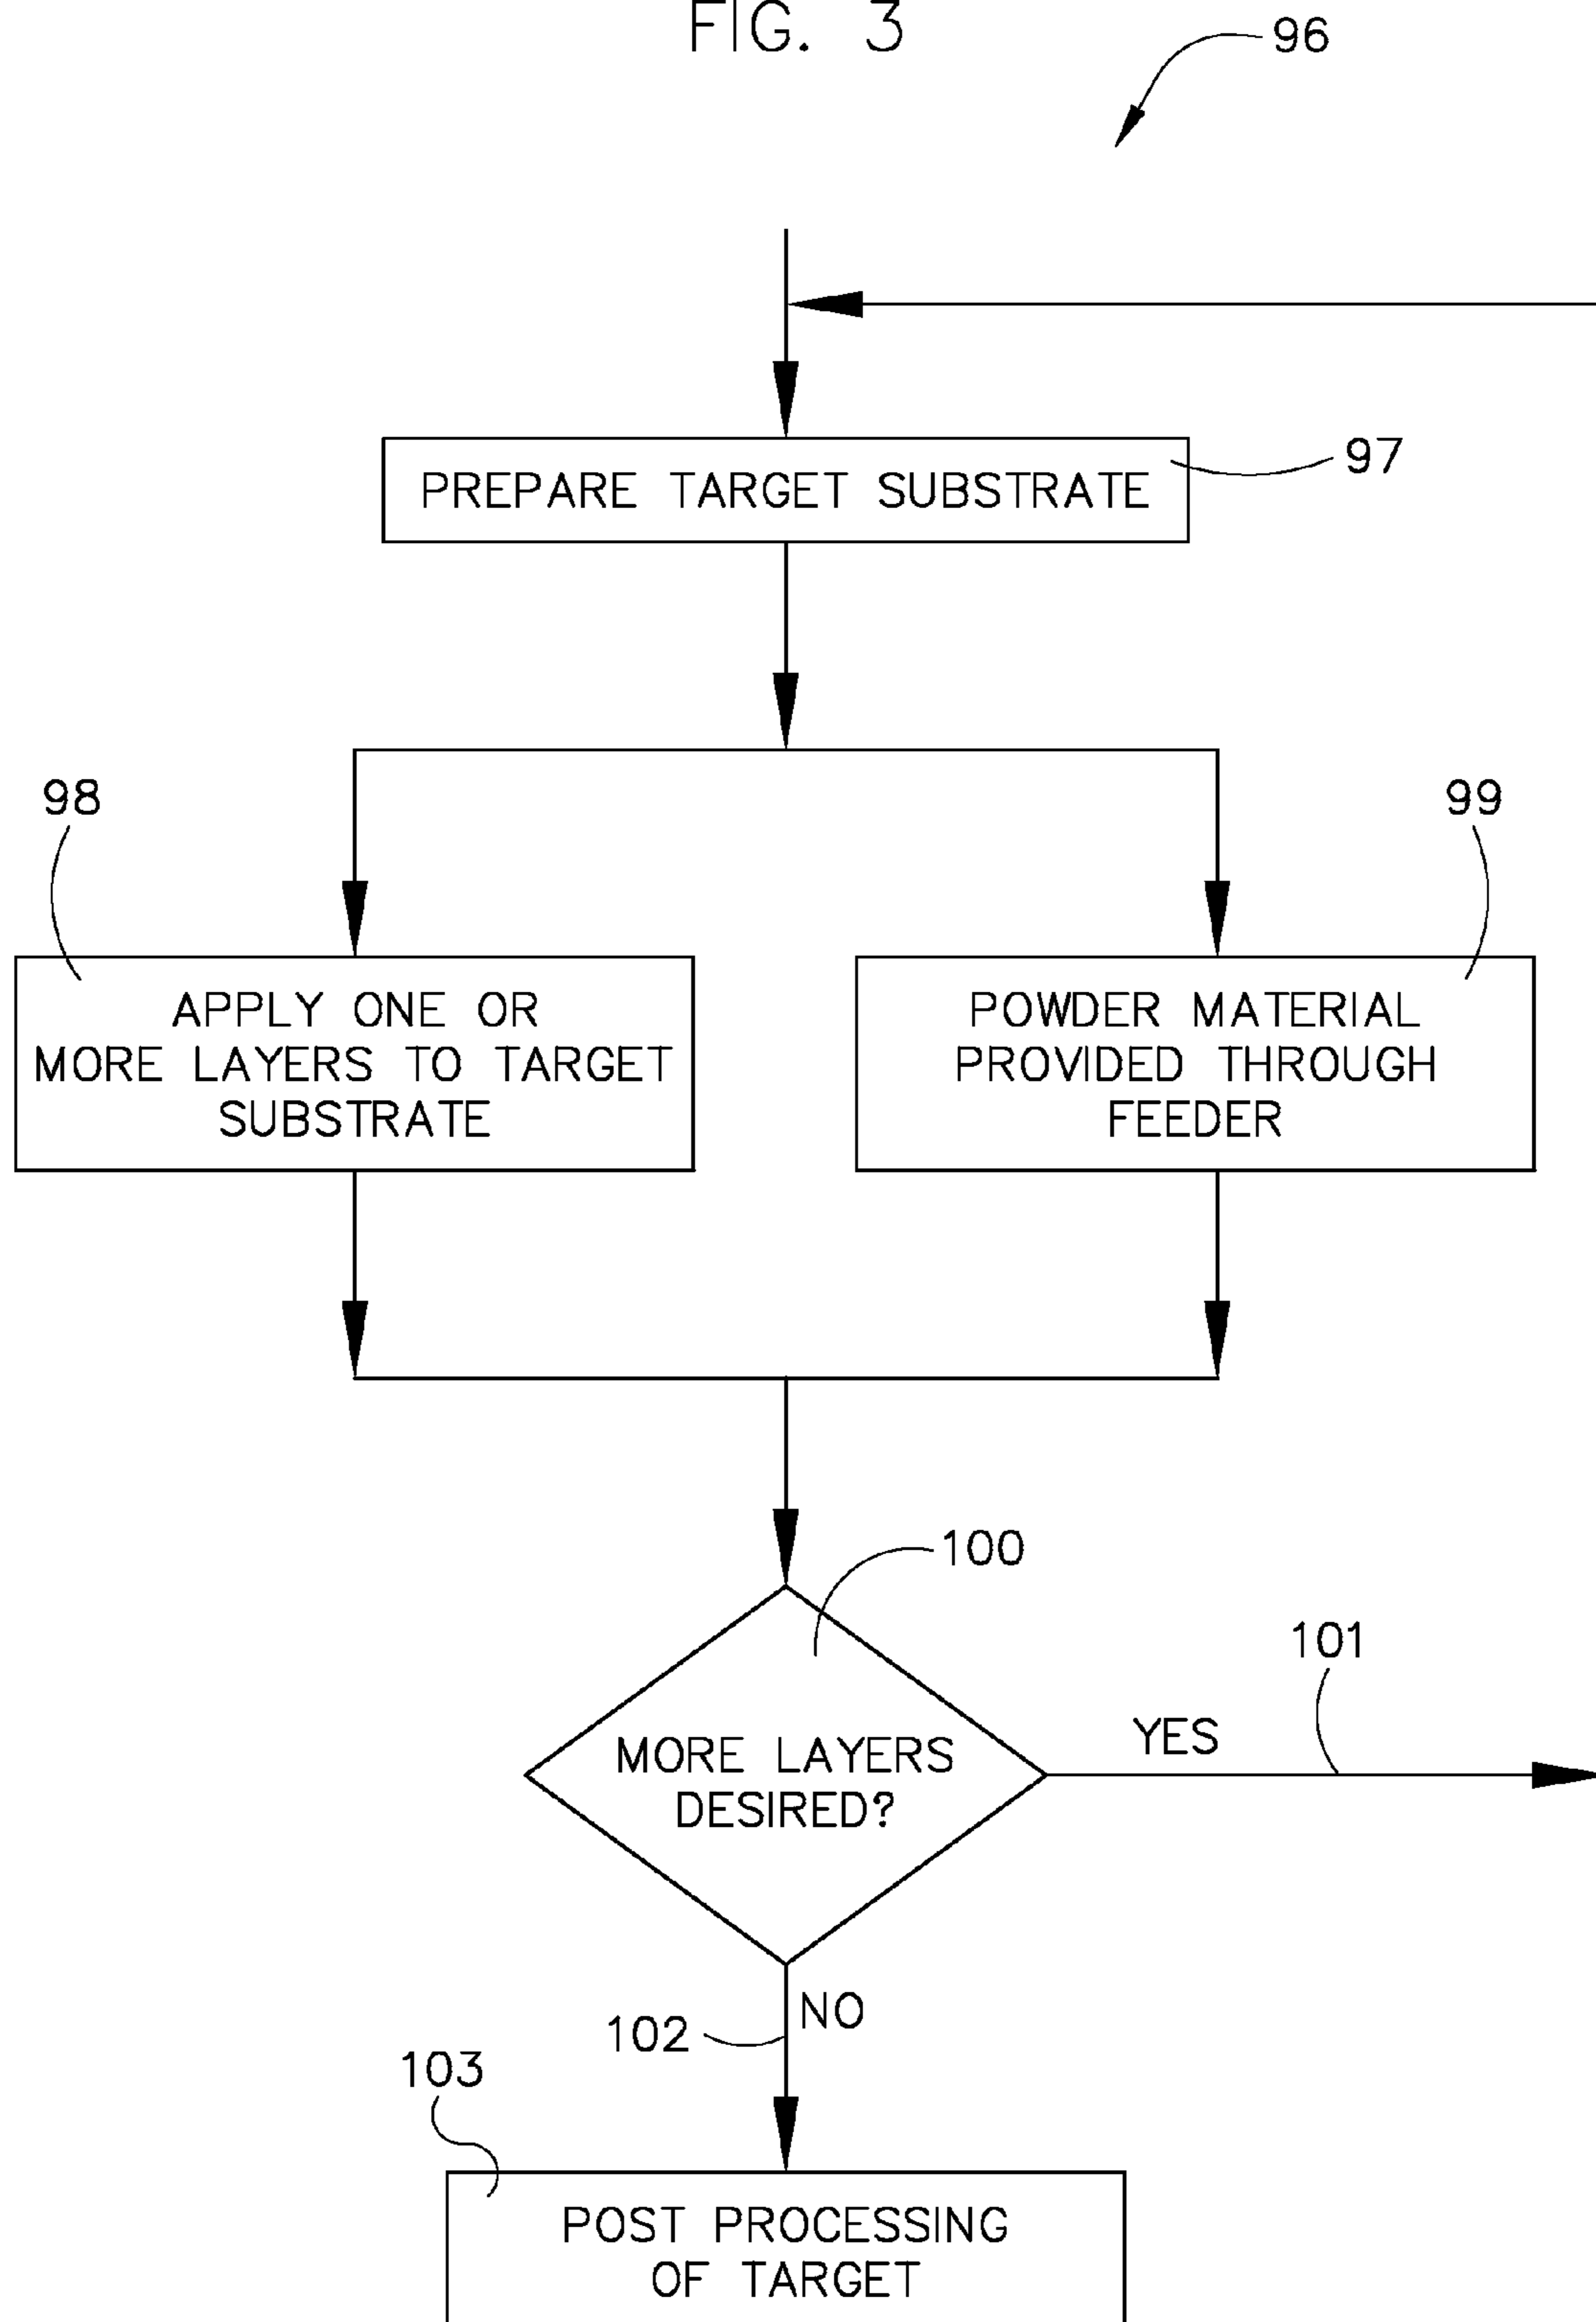 FIG. 3
96
PREPARE TARGET SUBSTRATE
97
98
99
APPLY ONE OR
MORE LAYERS TO TARGET
SUBSTRATE
POWDER MATERIAL
PROVIDED THROUGH
FEEDER
100
101
YES
MORE LAYERS
DESIRED?
NO
102
103
POST PROCESSING
OF TARGET